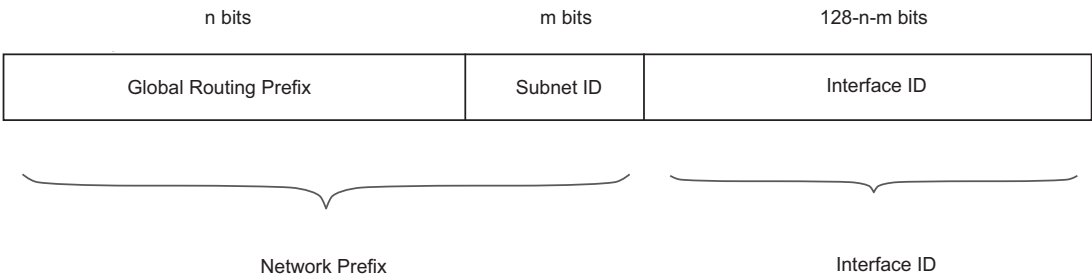 n bits
m bits
128-n-m bits
Global Routing Prefix
Subnet ID
Interface ID
Network Prefix
Interface ID